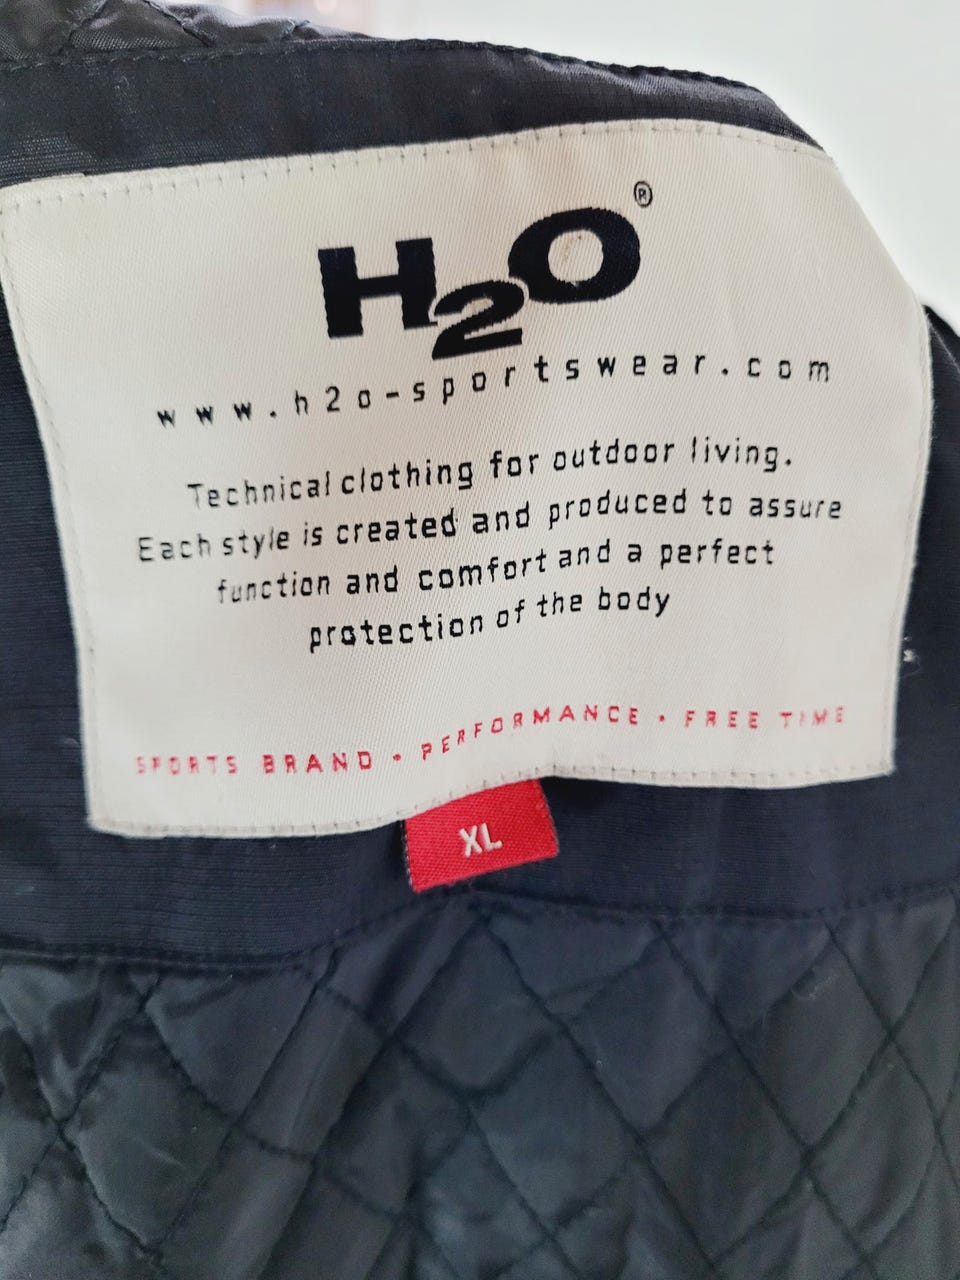 H2O®
www.h2o-sportswear.com
Technical clothing for outdoor living.
Each style is created and produced to assure
function and comfort and a perfect
protection of the body
SPORTS BRAND • PERFORMANCE • FREE TIME
XL